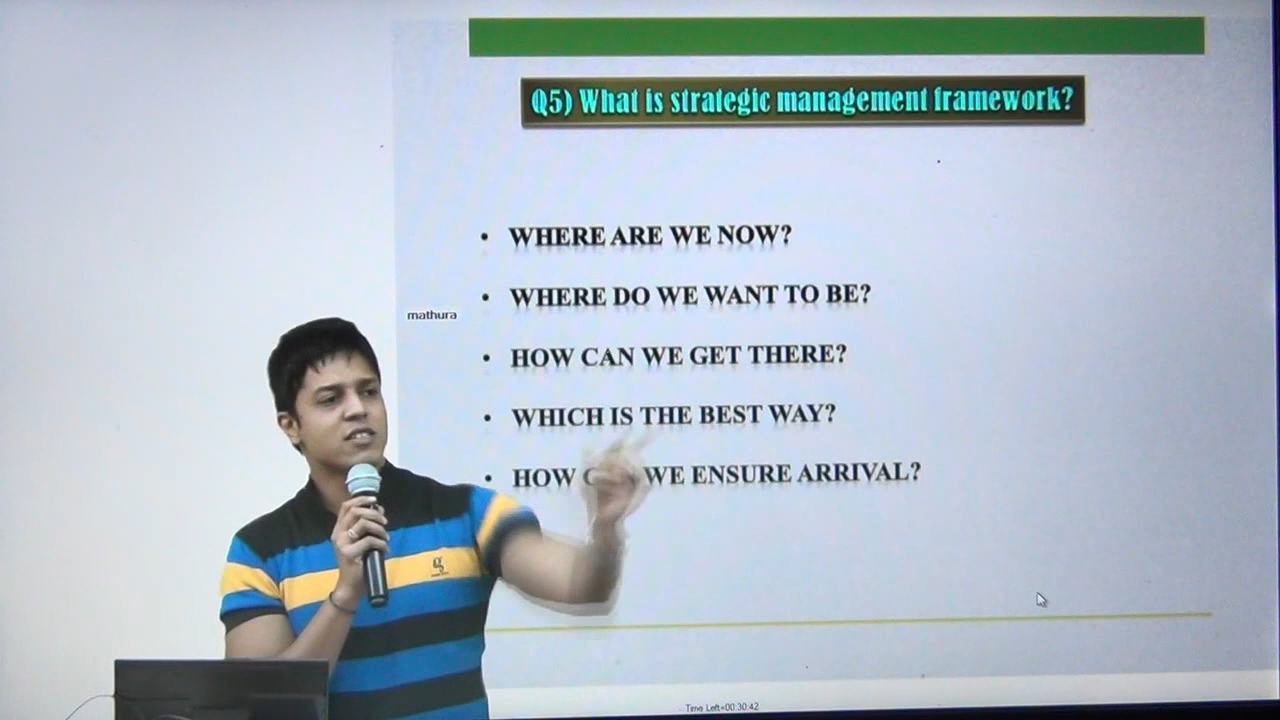 Q5) What is strategic management framework?
• WHERE ARE WE NOW?
• WHERE DO WE WANT TO BE?
mathura
• HOW CAN WE GET THERE?
• WHICH IS THE BEST WAY?
• HOW CAN WE ENSURE ARRIVAL?
Time Left=00:30:42